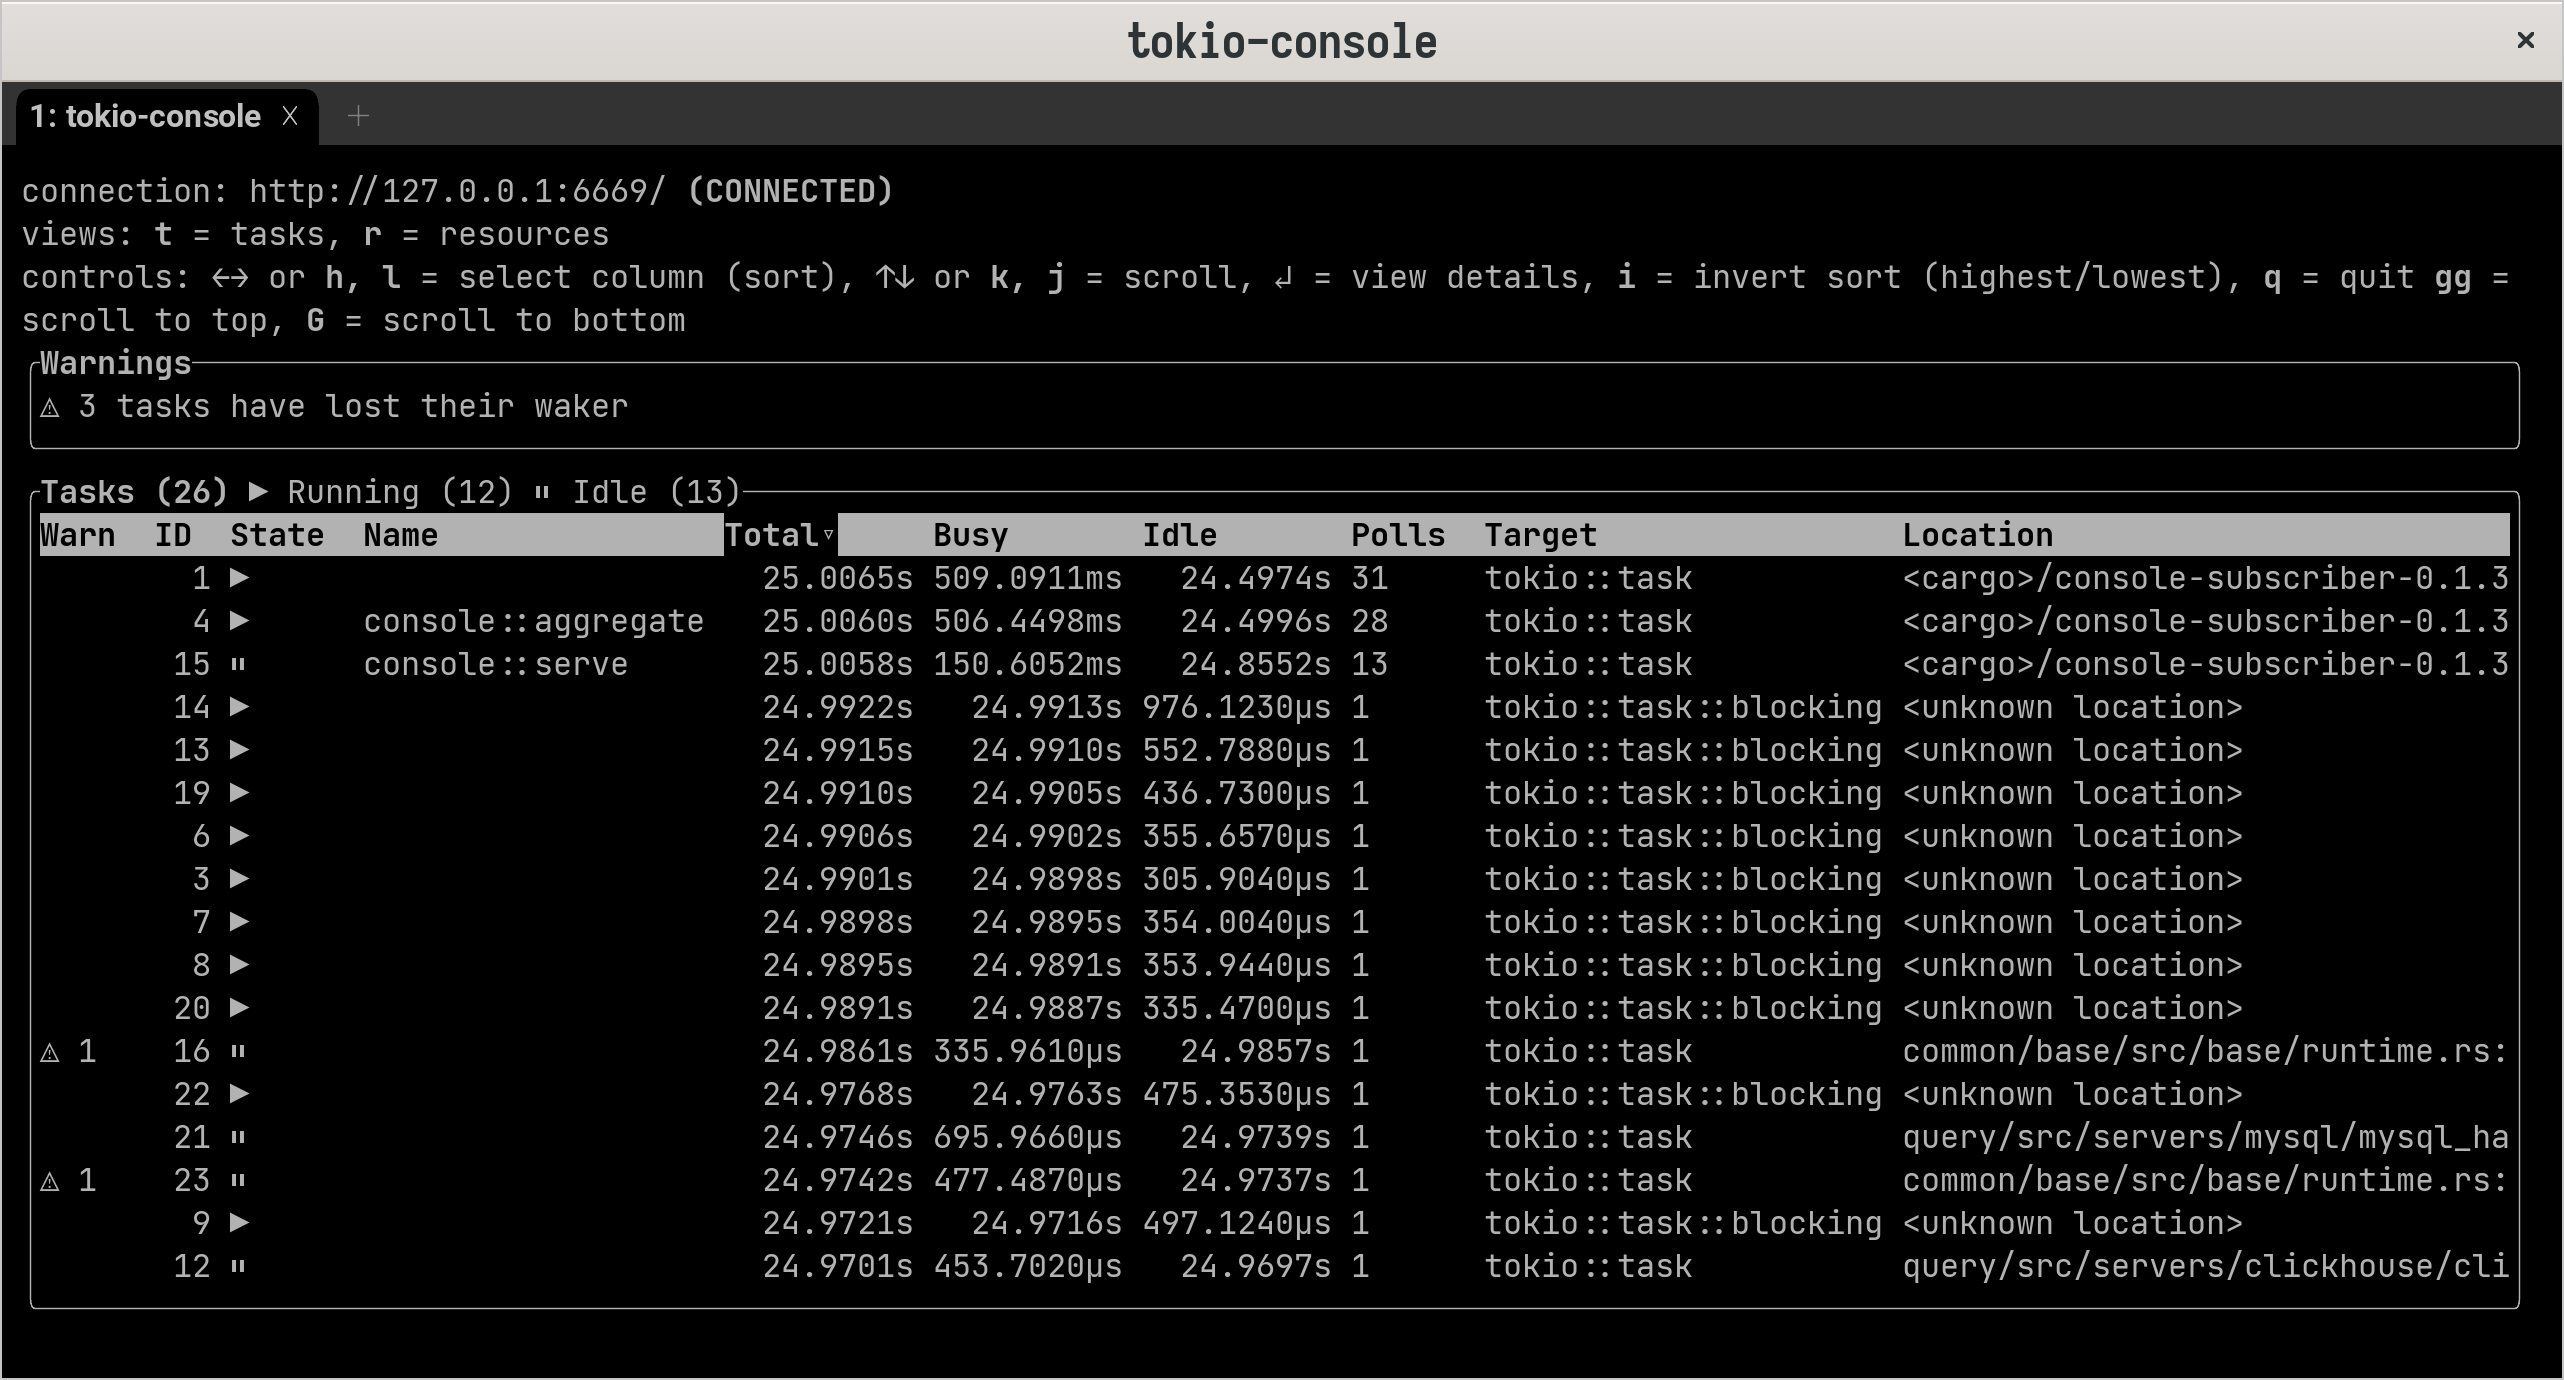 tokio-console ×
1: tokio-console X +
connection: http://127.0.0.1:6669/ (CONNECTED)
views: t = tasks, r = resources
controls: ←→ or h, l = select column (sort), ↑↓ or k, j = scroll, ↲ = view details, i = invert sort (highest/lowest), q = quit gg =
scroll to top, G = scroll to bottom
Warnings
⚠ 3 tasks have lost their waker
Tasks (26) ▶ Running (12) ⏸ Idle (13)
Warn ID State Name Total▿ Busy Idle Polls Target Location
1 ▶ 25.0065s 509.0911ms 24.4974s 31 tokio::task <cargo>/console-subscriber-0.1.3
4 ▶ console::aggregate 25.0060s 506.4498ms 24.4996s 28 tokio::task <cargo>/console-subscriber-0.1.3
15 ⏸ console::serve 25.0058s 150.6052ms 24.8552s 13 tokio::task <cargo>/console-subscriber-0.1.3
14 ▶ 24.9922s 24.9913s 976.1230µs 1 tokio::task::blocking <unknown location>
13 ▶ 24.9915s 24.9910s 552.7880µs 1 tokio::task::blocking <unknown location>
19 ▶ 24.9910s 24.9905s 436.7300µs 1 tokio::task::blocking <unknown location>
6 ▶ 24.9906s 24.9902s 355.6570µs 1 tokio::task::blocking <unknown location>
3 ▶ 24.9901s 24.9898s 305.9040µs 1 tokio::task::blocking <unknown location>
7 ▶ 24.9898s 24.9895s 354.0040µs 1 tokio::task::blocking <unknown location>
8 ▶ 24.9895s 24.9891s 353.9440µs 1 tokio::task::blocking <unknown location>
20 ▶ 24.9891s 24.9887s 335.4700µs 1 tokio::task::blocking <unknown location>
⚠ 1 16 ⏸ 24.9861s 335.9610µs 24.9857s 1 tokio::task common/base/src/base/runtime.rs:
22 ▶ 24.9768s 24.9763s 475.3530µs 1 tokio::task::blocking <unknown location>
21 ⏸ 24.9746s 695.9660µs 24.9739s 1 tokio::task query/src/servers/mysql/mysql_ha
⚠ 1 23 ⏸ 24.9742s 477.4870µs 24.9737s 1 tokio::task common/base/src/base/runtime.rs:
9 ▶ 24.9721s 24.9716s 497.1240µs 1 tokio::task::blocking <unknown location>
12 ⏸ 24.9701s 453.7020µs 24.9697s 1 tokio::task query/src/servers/clickhouse/cli